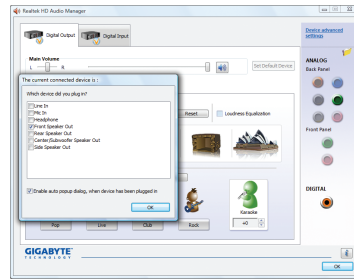 Realtek HD Audio Manager
Digital Output
Digital Input
Device advanced settings
Main Volume
L
R
Set Default Device
ANALOG
Back Panel
The current connected device is :
Which device did you plug in?
Line In
Mic In
Headphone
Front Speaker Out
Rear Speaker Out
Center/Subwoofer Speaker Out
Side Speaker Out
Enable auto popup dialog, when device has been plugged in
OK
Reset
Loudness Equalization
Front Panel
Karaoke
+0
Pop
Live
Club
Rock
DIGITAL
GIGABYTE
TECHNOLOGY
i
OK